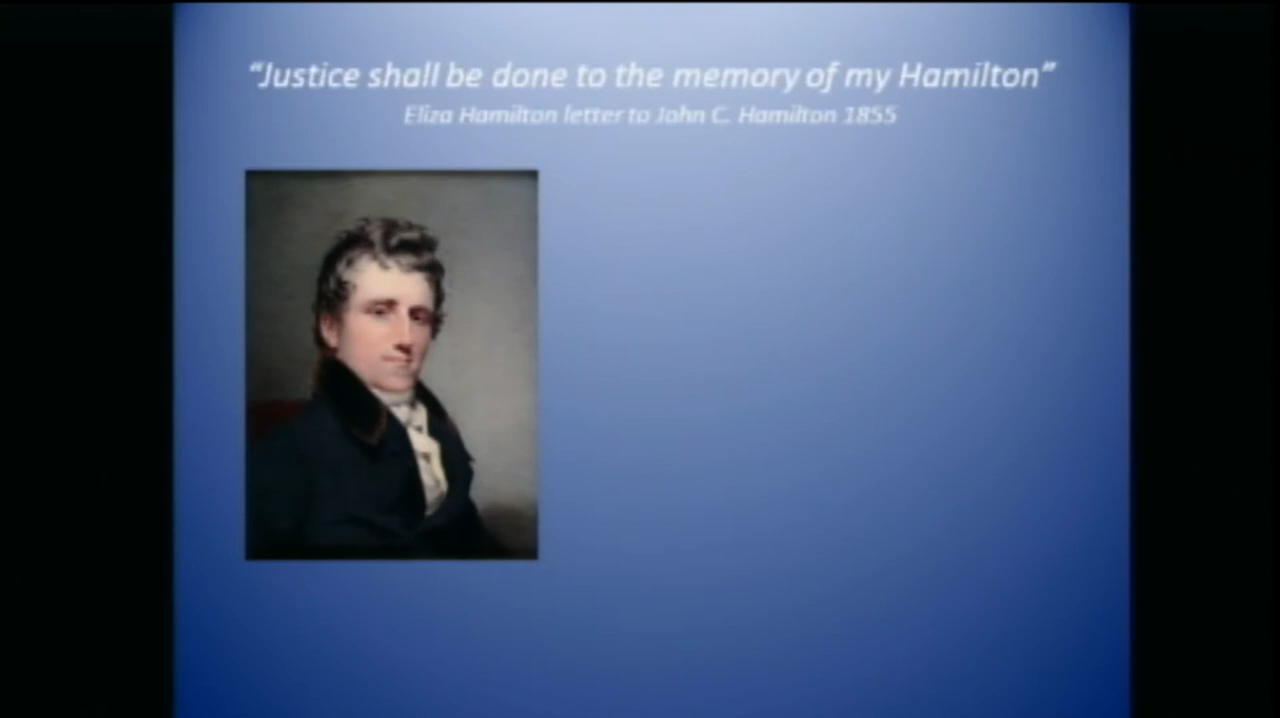 “Justice shall be done to the memory of my Hamilton”
Eliza Hamilton letter to John C. Hamilton 1855